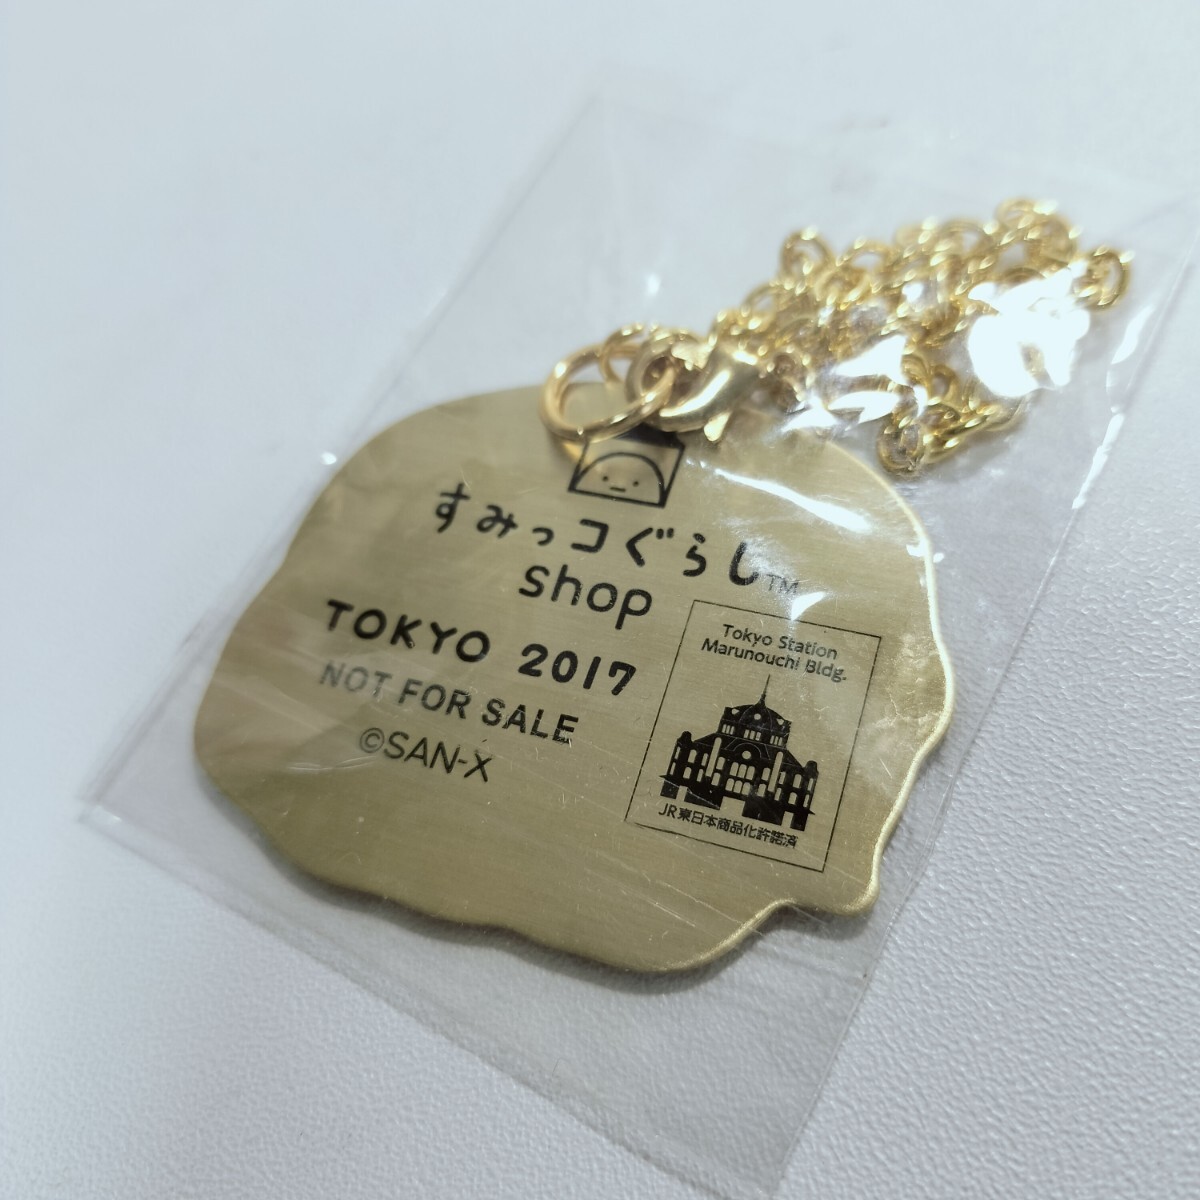 すみっコぐらし™
shop
TOKYO 2017
NOT FOR SALE
©SAN-X
Tokyo Station
Marunouchi Bldg.
JR東日本商品化許諾済